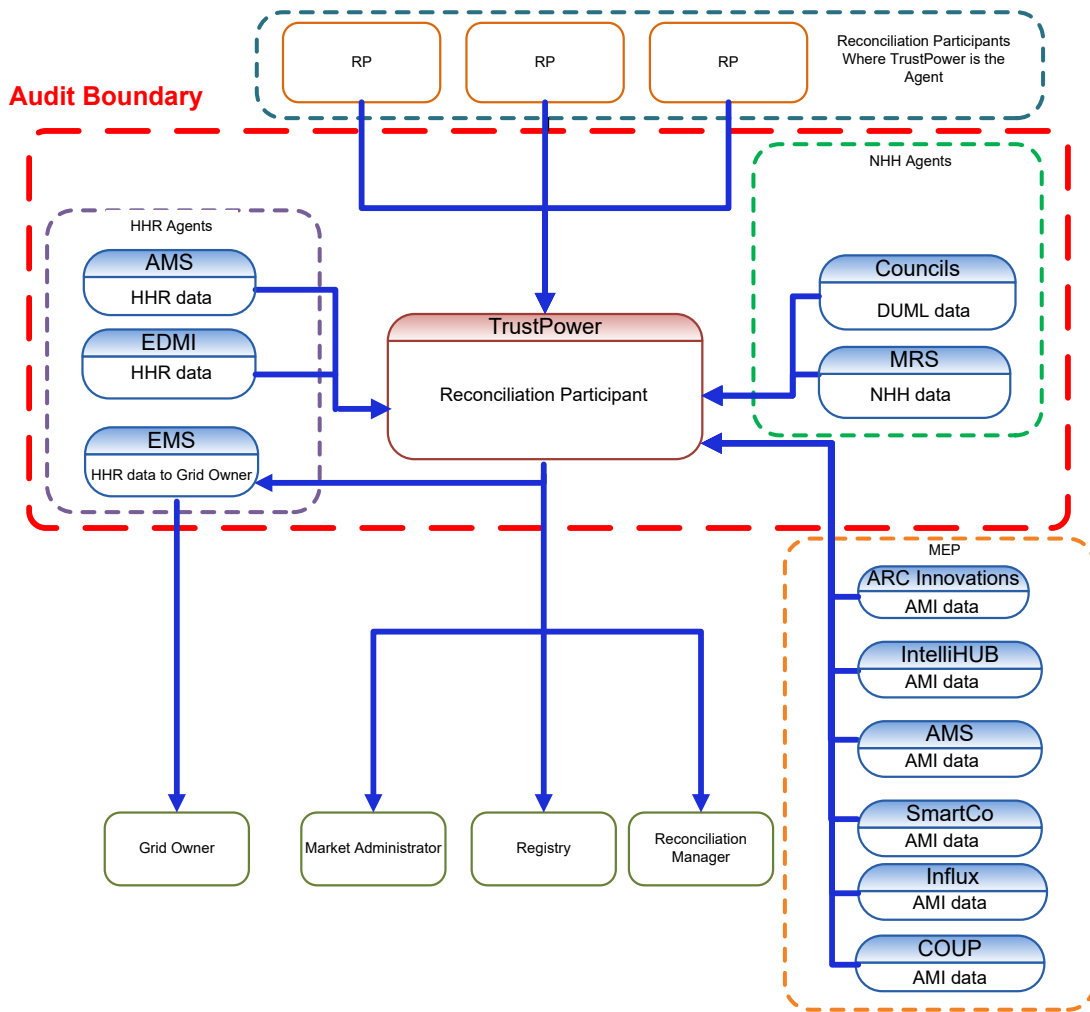 RP
RP
RP
Reconciliation Participants
Where TrustPower is the
Agent
Audit Boundary
HHR Agents
AMS
HHR data
EDMI
HHR data
EMS
HHR data to Grid Owner
TrustPower
Reconciliation Participant
NHH Agents
Councils
DUML data
MRS
NHH data
MEP
ARC Innovations
AMI data
IntelliHUB
AMI data
AMS
AMI data
SmartCo
AMI data
Influx
AMI data
COUP
AMI data
Grid Owner
Market Administrator
Registry
Reconciliation
Manager